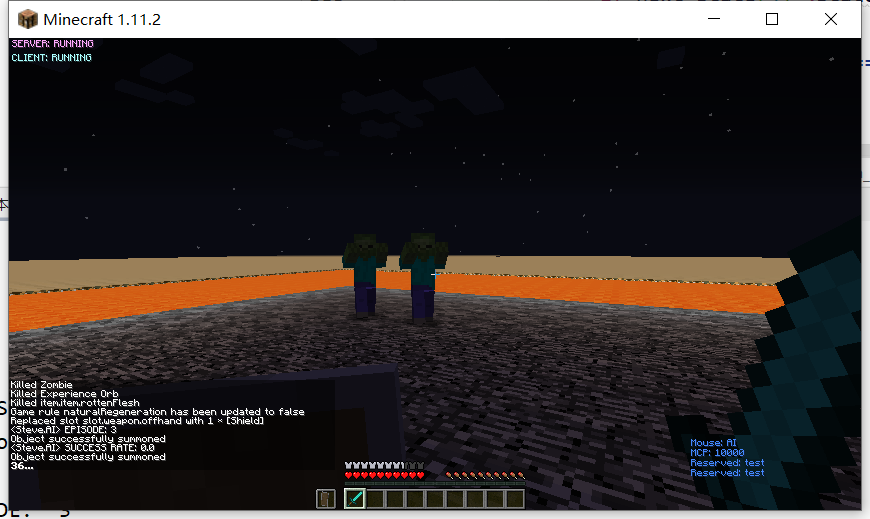 Minecraft 1.11.2
SERVER: RUNNING
CLIENT: RUNNING
Killed Zombie
Killed Experience Orb
Killed item.item.rottenFlesh
Game rule naturalRegeneration has been updated to false
Replaced slot slot.weapon.offhand with 1 × [Shield]
<Steve.AI> EPISODE: 3
Object successfully summoned
<Steve.AI> SUCCESS RATE: 0.0
Object successfully summoned
36...
Mouse: AI
MCP: 10000
Reserved: test
Reserved: test